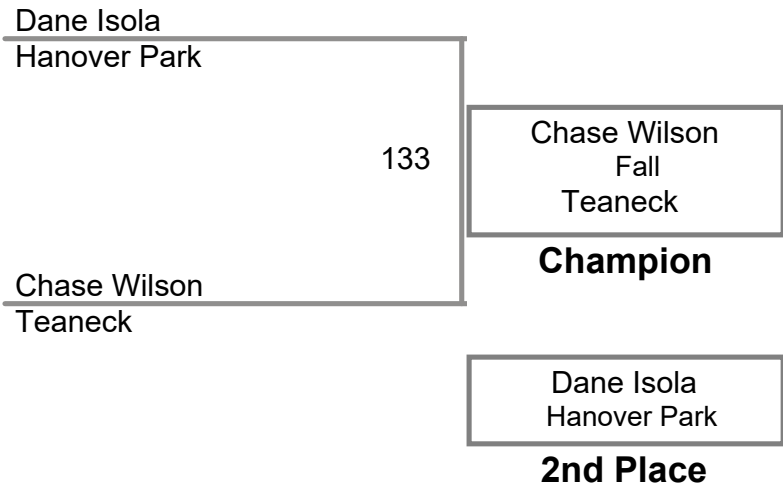 Dane Isola
Hanover Park
133
Chase Wilson
Fall
Teaneck
Champion
Chase Wilson
Teaneck
Dane Isola
Hanover Park
2nd Place